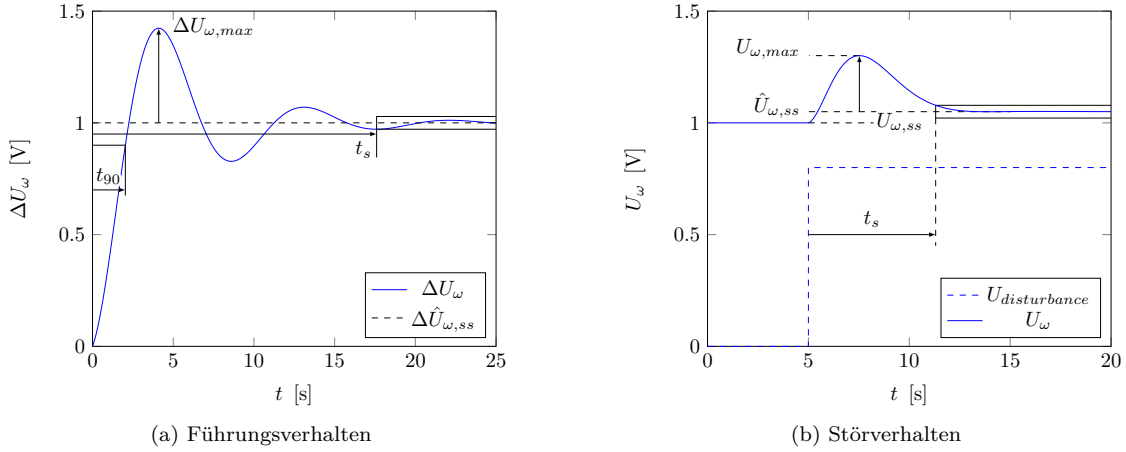 1.5
1
0.5
0
0
5
10
15
20
25
ΔU_ω [V]
t [s]
ΔU_{ω,max}
t_{90}
t_s
ΔU_ω
ΔÛ_{ω,ss}
(a) Führungsverhalten
1.5
1
0.5
0
0
5
10
15
20
U_ω [V]
t [s]
U_{ω,max}
Û_{ω,ss}
U_{ω,ss}
t_s
U_{disturbance}
U_ω
(b) Störverhalten